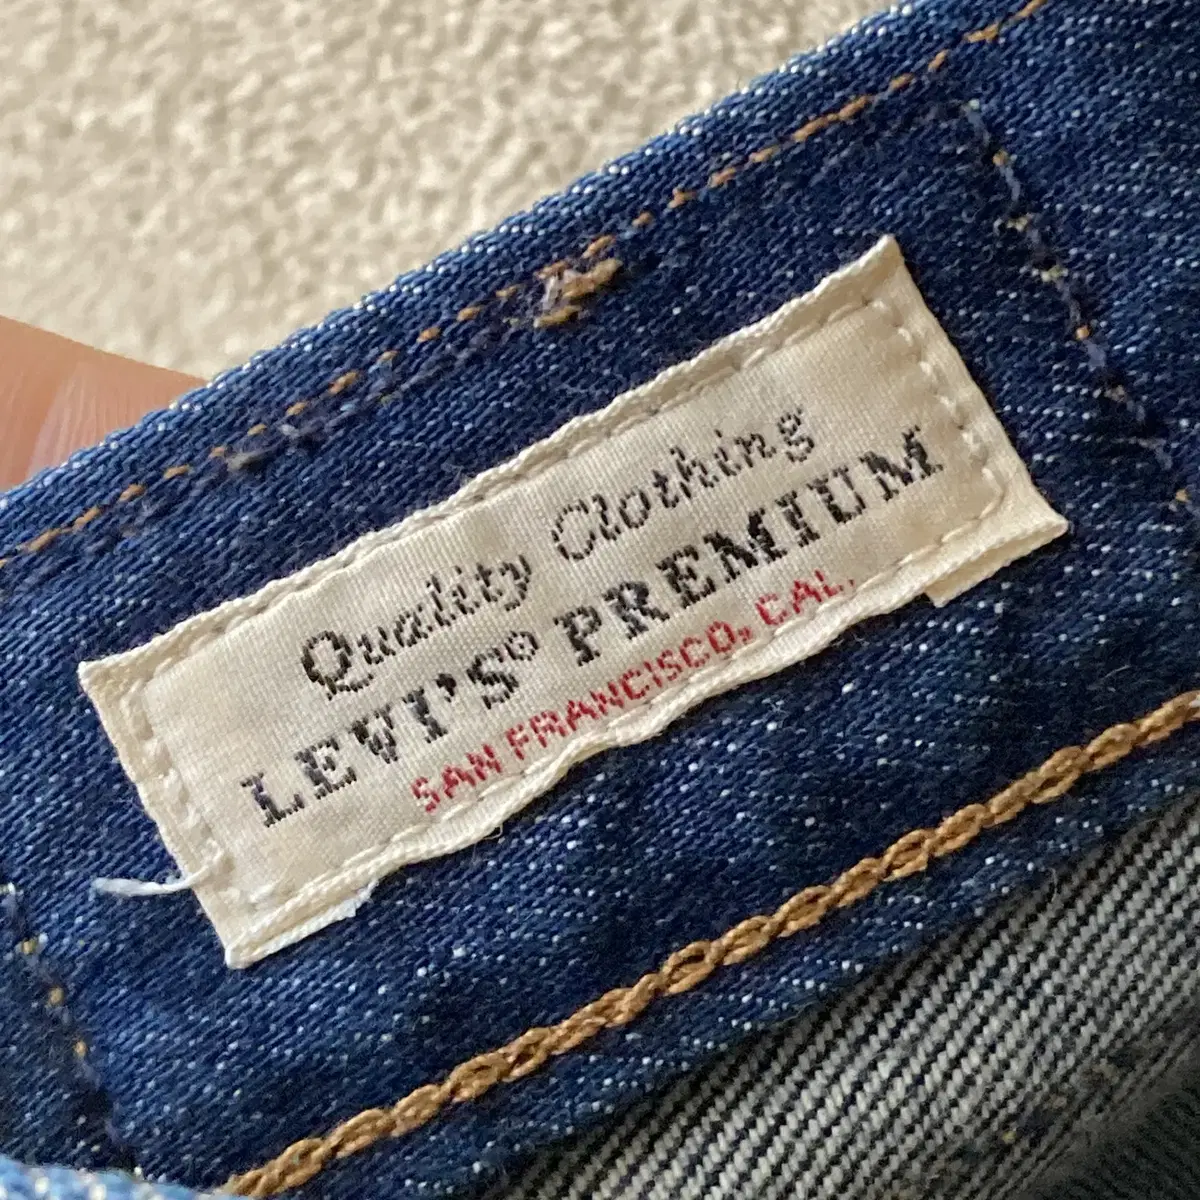 Quality Clothing
LEVI'S® PREMIUM
SAN FRANCISCO, CAL.